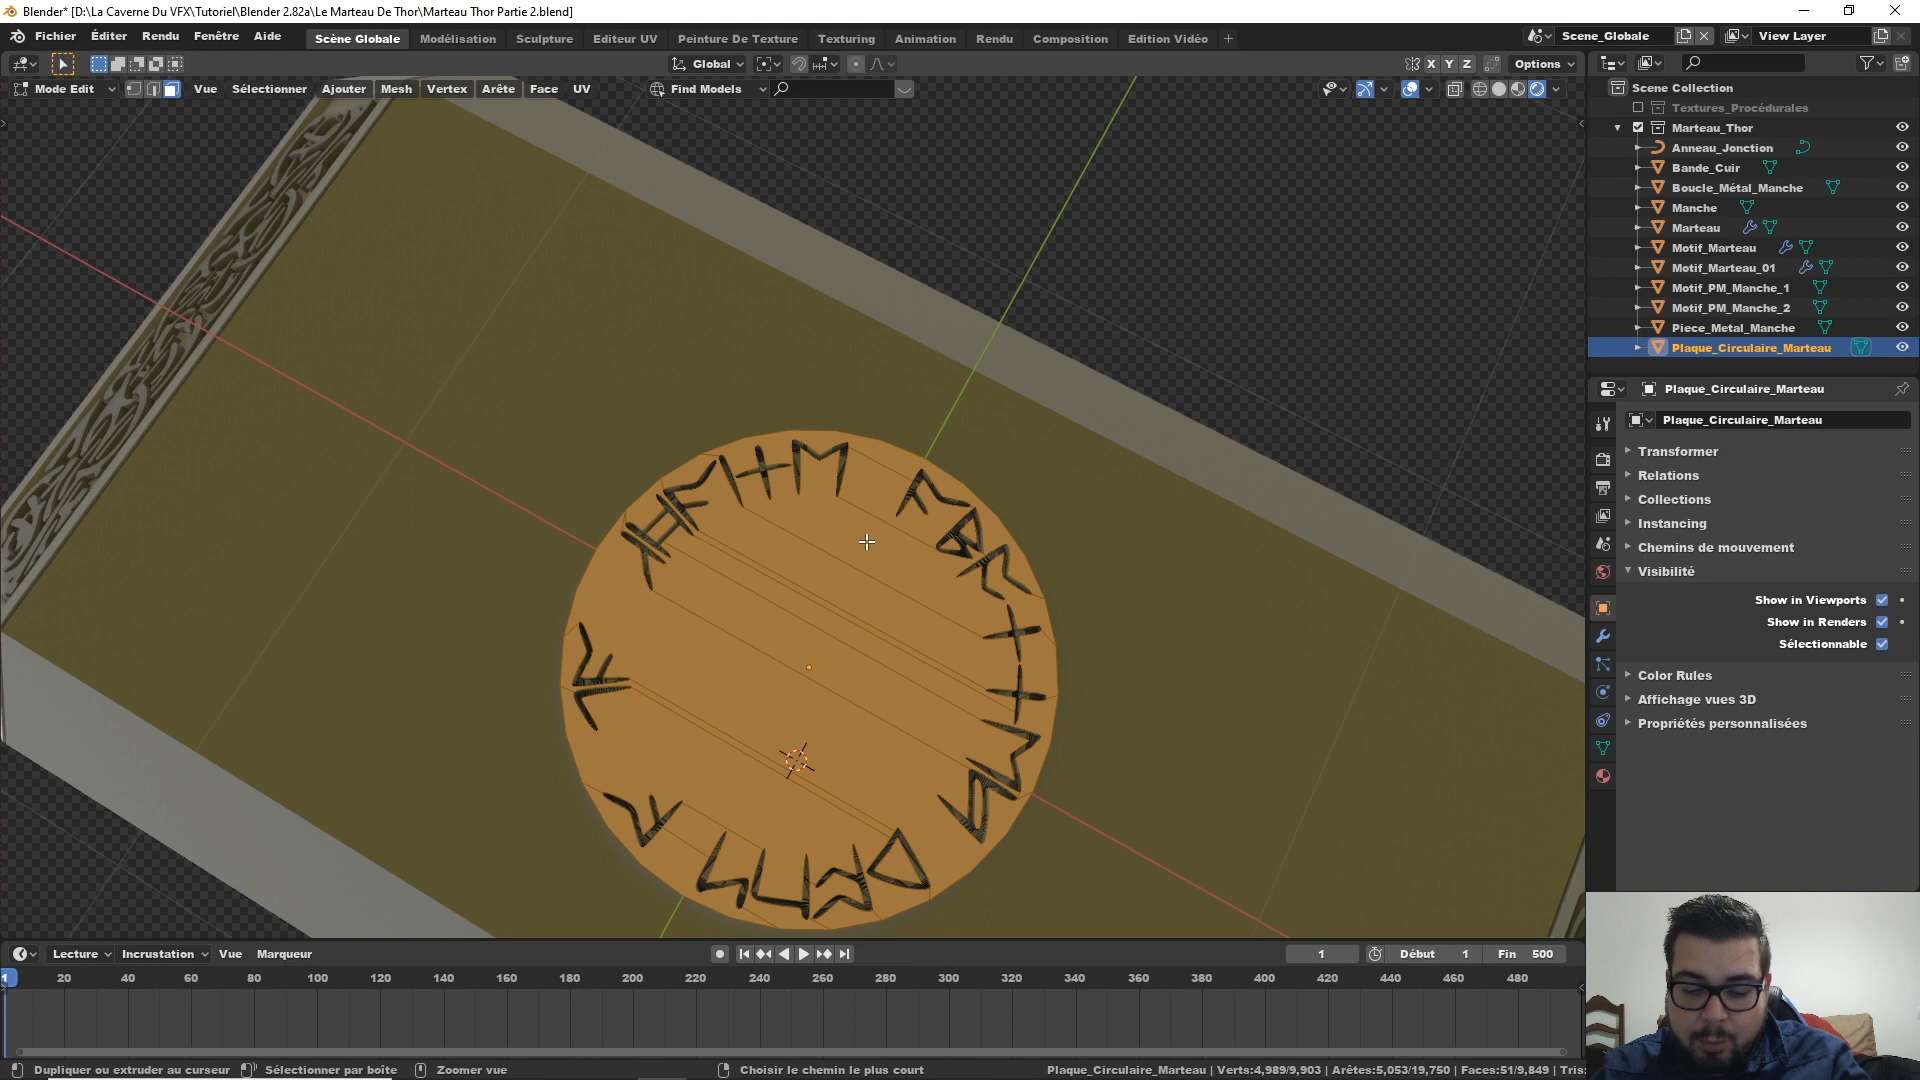 Blender* [D:\La Caverne Du VFX\Tutoriel\Blender 2.82a\Le Marteau De Thor\Marteau Thor Partie 2.blend]
Fichier Éditer Rendu Fenêtre Aide Scène Globale Modélisation Sculpture Editeur UV Peinture De Texture Texturing Animation Rendu Composition Edition Vidéo + Scene_Globale View Layer
Global X Y Z Options
Mode Edit Vue Sélectionner Ajouter Mesh Vertex Arête Face UV Find Models
Scene Collection
Textures_Procédurales
Marteau_Thor
Anneau_Jonction
Bande_Cuir
Boucle_Métal_Manche
Manche
Marteau
Motif_Marteau
Motif_Marteau_01
Motif_PM_Manche_1
Motif_PM_Manche_2
Piece_Metal_Manche
Plaque_Circulaire_Marteau
Plaque_Circulaire_Marteau
Plaque_Circulaire_Marteau
Transformer
Relations
Collections
Instancing
Chemins de mouvement
Visibilité
Show in Viewports
Show in Renders
Sélectionnable
Color Rules
Affichage vues 3D
Propriétés personnalisées
Lecture Incrustation Vue Marqueur 1 Début 1 Fin 500
1 20 40 60 80 100 120 140 160 180 200 220 240 260 280 300 320 340 360 380 400 420 440 460 480
Dupliquer ou extruder au curseur Sélectionner par boîte Zoomer vue Choisir le chemin le plus court Plaque_Circulaire_Marteau | Verts:4,989/9,903 | Arêtes:5,053/19,750 | Faces:51/9,849 | Tris: